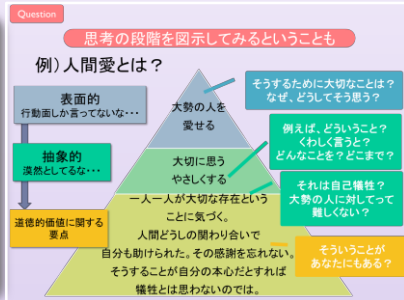 Question
思考の段階を図示してみるということも
例）人間愛とは？
表面的
行動面しか言ってないな・・・
抽象的
漠然としてるな・・・
道徳的価値に関する
要点
大勢の人を
愛せる
大切に思う
やさしくする
一人一人が大切な存在という
ことに気づく。
人間どうしの関わり合いで
自分も助けられた。その感謝を忘れない。
そうすることが自分の本心だとすれば
犠牲とは思わないのでは。
そうするために大切なことは？
なぜ、どうしてそう思う？
例えば、どういうこと？
くわしく言うと？
どんなことを？どこまで？
それは自己犠牲？
大勢の人に対してって
難しくない？
そういうことが
あなたにもある？